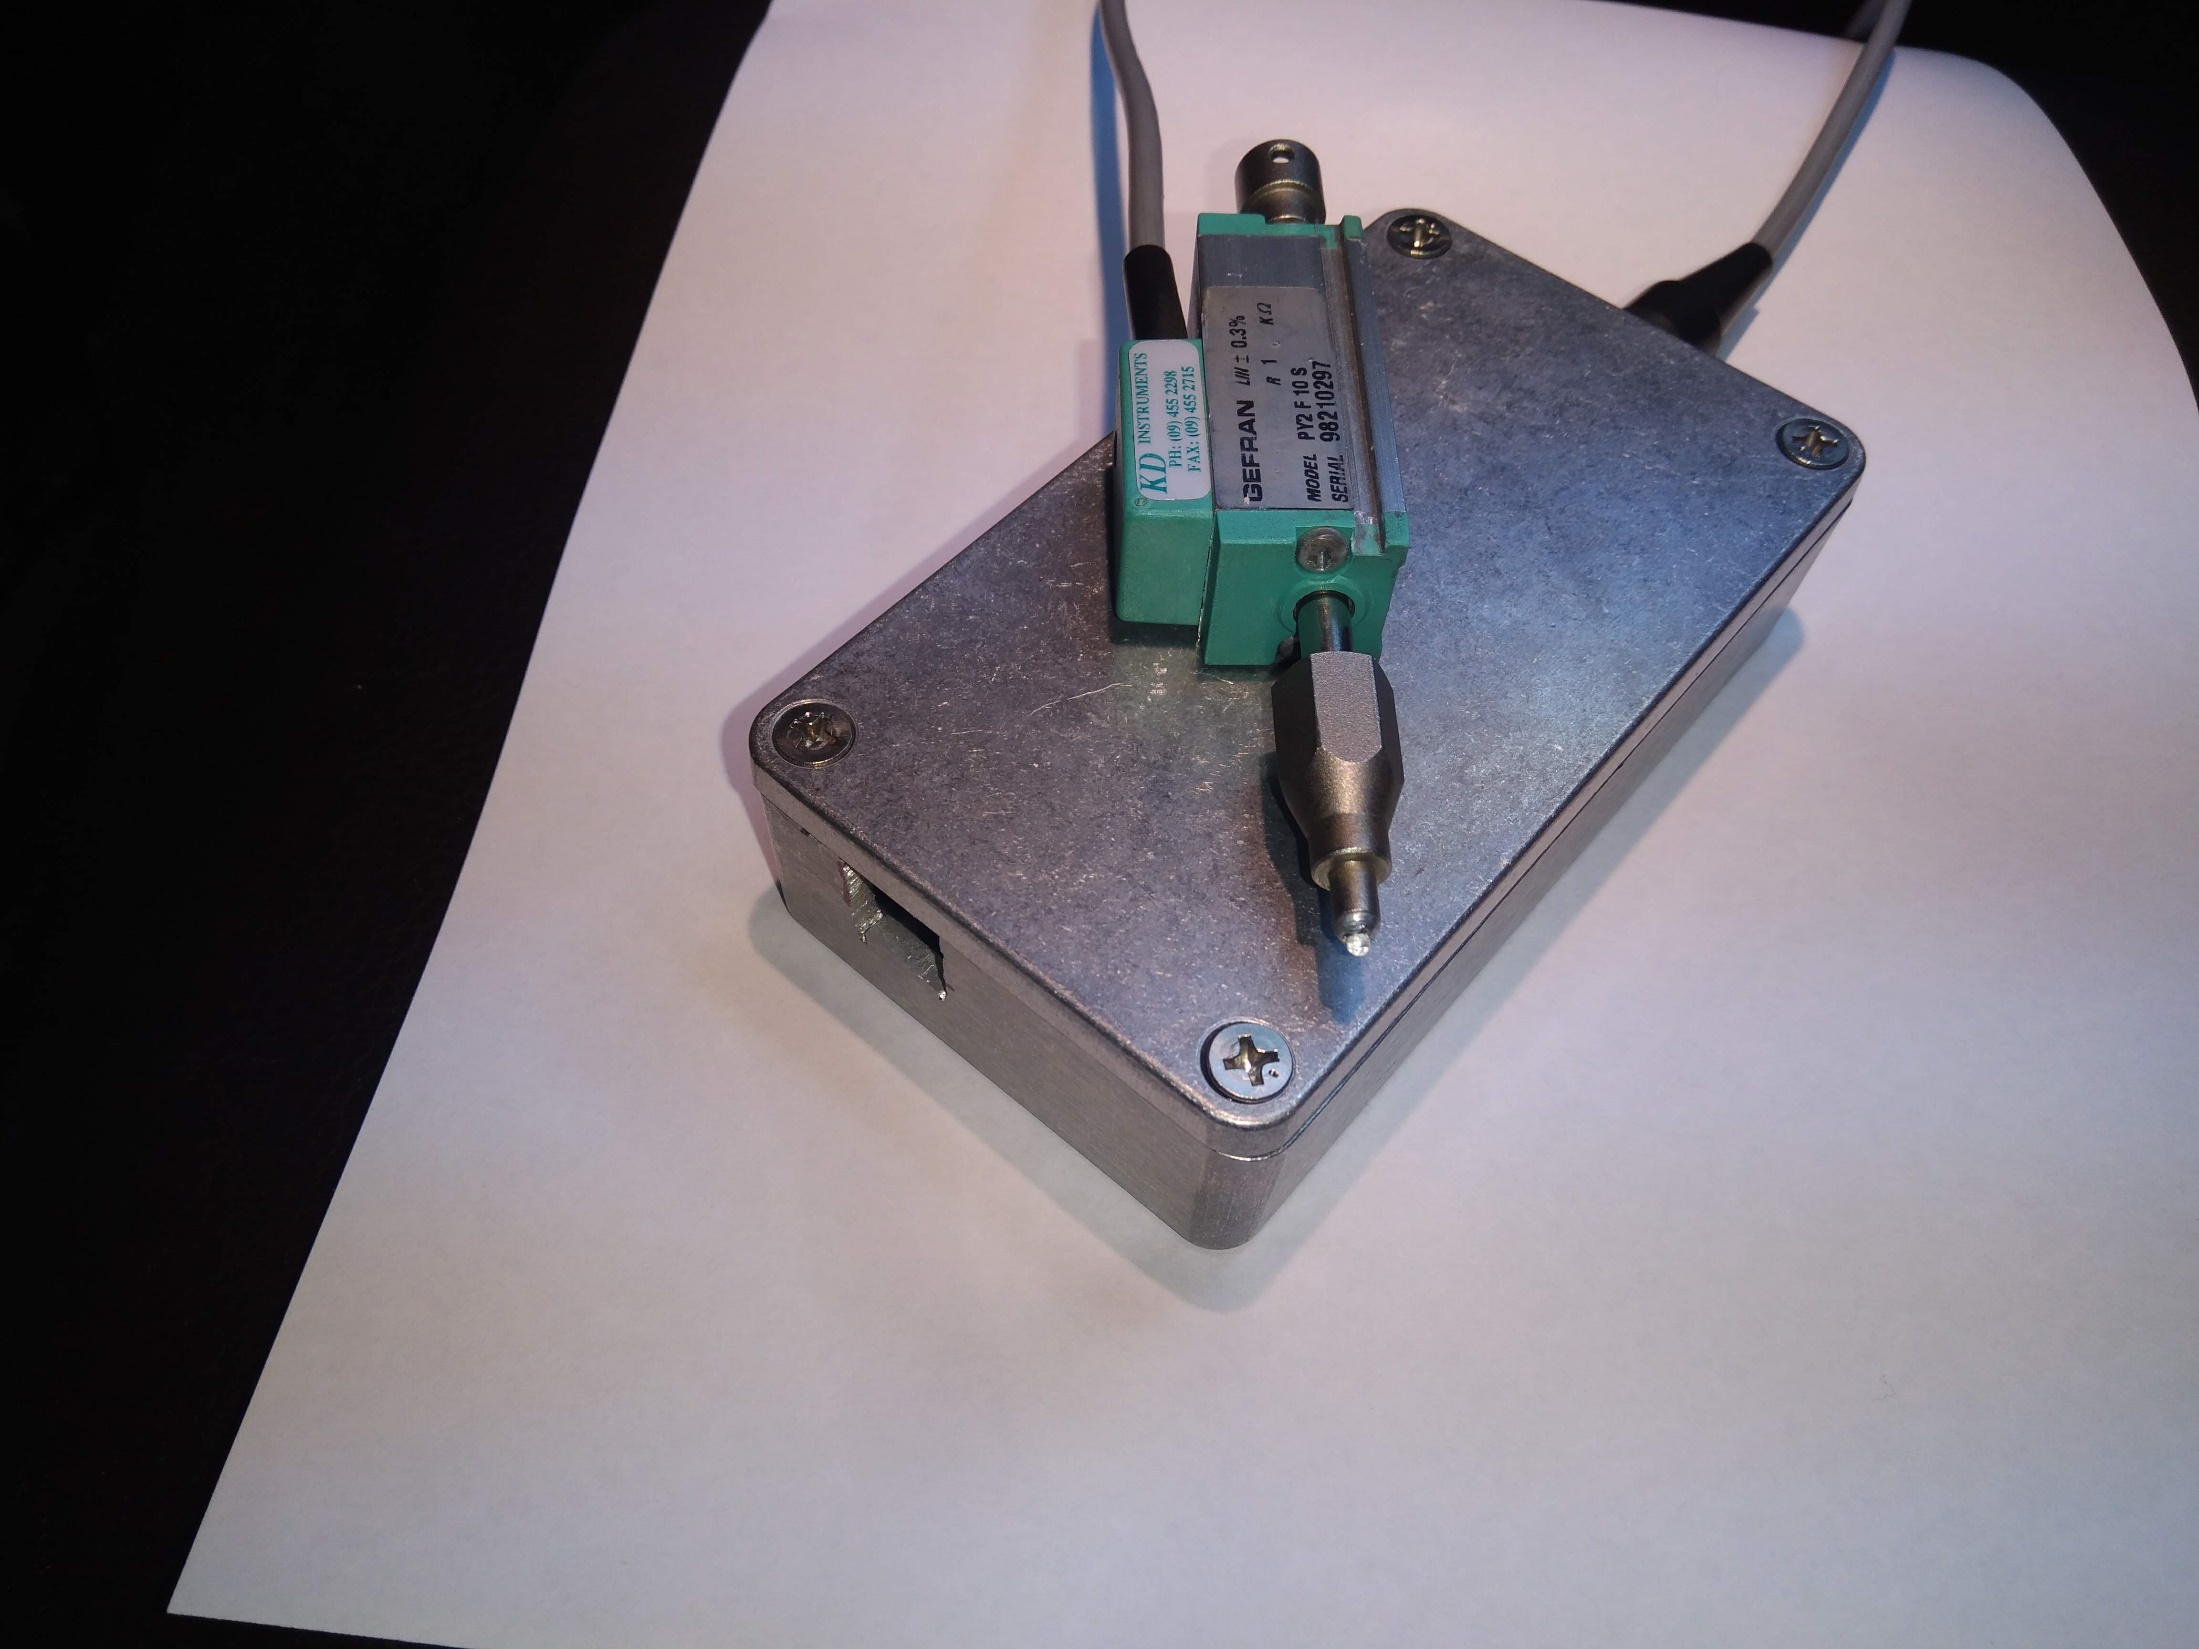 KD INSTRUMENTS
PH: (09) 455 2298
FAX: (09) 455 2715
GEFRAN LIN ± 0.3%
R 1 KΩ
MODEL PY2 F 10 S
SERIAL 98210297